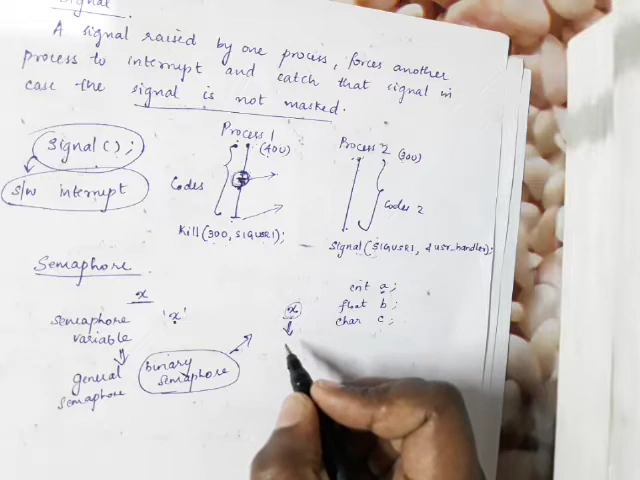 Signal
A signal raised by one process, forces another
process to interrupt and catch that signal in
case the signal is not masked.
Signal();
S/W interrupt
Process 1
(400)
Codes
Kill(300, SIGUSR1);
Process 2
(300)
Codes 2
Signal(SIGUSR1, &usr_handler);
Semaphore
x
semaphore 'x'
variable
general
semaphore
binary
semaphore
x
int a;
float b;
char c;